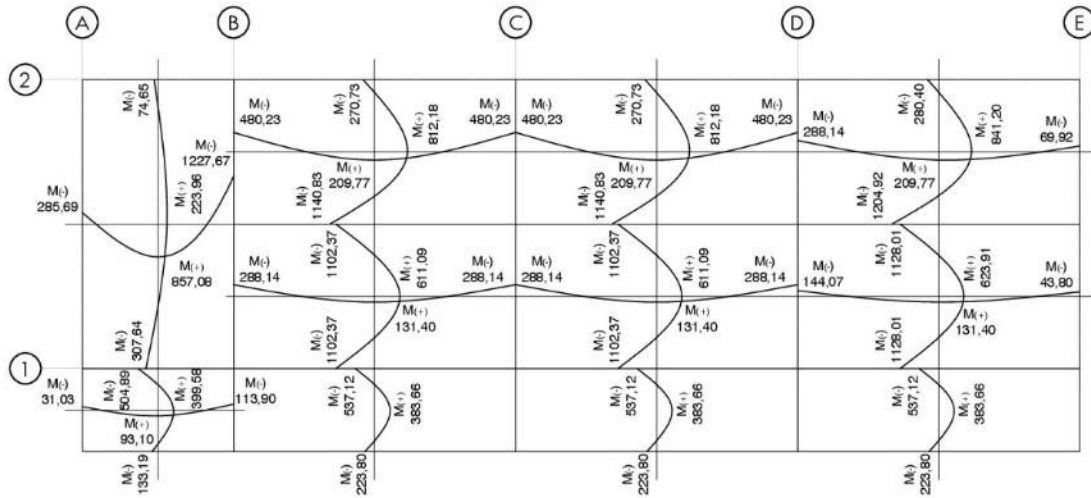 A
B
C
D
E
2
M(-)
74,65
M(-)
480,23
M(-)
270,73
M(+)
812,18
M(-)
480,23
M(-)
480,23
M(-)
270,73
M(+)
812,18
M(-)
480,23
M(-)
288,14
M(-)
280,40
M(+)
841,20
M(-)
69,92
M(-)
1227,67
M(-)
285,69
M(+)
223,96
M(+)
209,77
M(-)
1140,83
M(+)
209,77
M(-)
1140,83
M(+)
209,77
M(-)
1204,92
M(+)
857,08
M(-)
288,14
M(-)
1102,37
M(+)
611,09
M(-)
288,14
M(-)
288,14
M(-)
1102,37
M(+)
611,09
M(-)
288,14
M(-)
144,07
M(-)
1128,01
M(+)
623,91
M(-)
43,80
M(-)
307,64
M(+)
131,40
M(-)
1102,37
M(+)
131,40
M(-)
1102,37
M(+)
131,40
M(-)
1128,01
1
M(-)
31,03
M(-)
504,89
M(+)
399,58
M(-)
113,90
M(-)
537,12
M(+)
383,66
M(-)
537,12
M(+)
383,66
M(-)
537,12
M(+)
383,66
M(+)
93,10
M(-)
133,19
M(-)
223,80
M(-)
223,80
M(-)
223,80